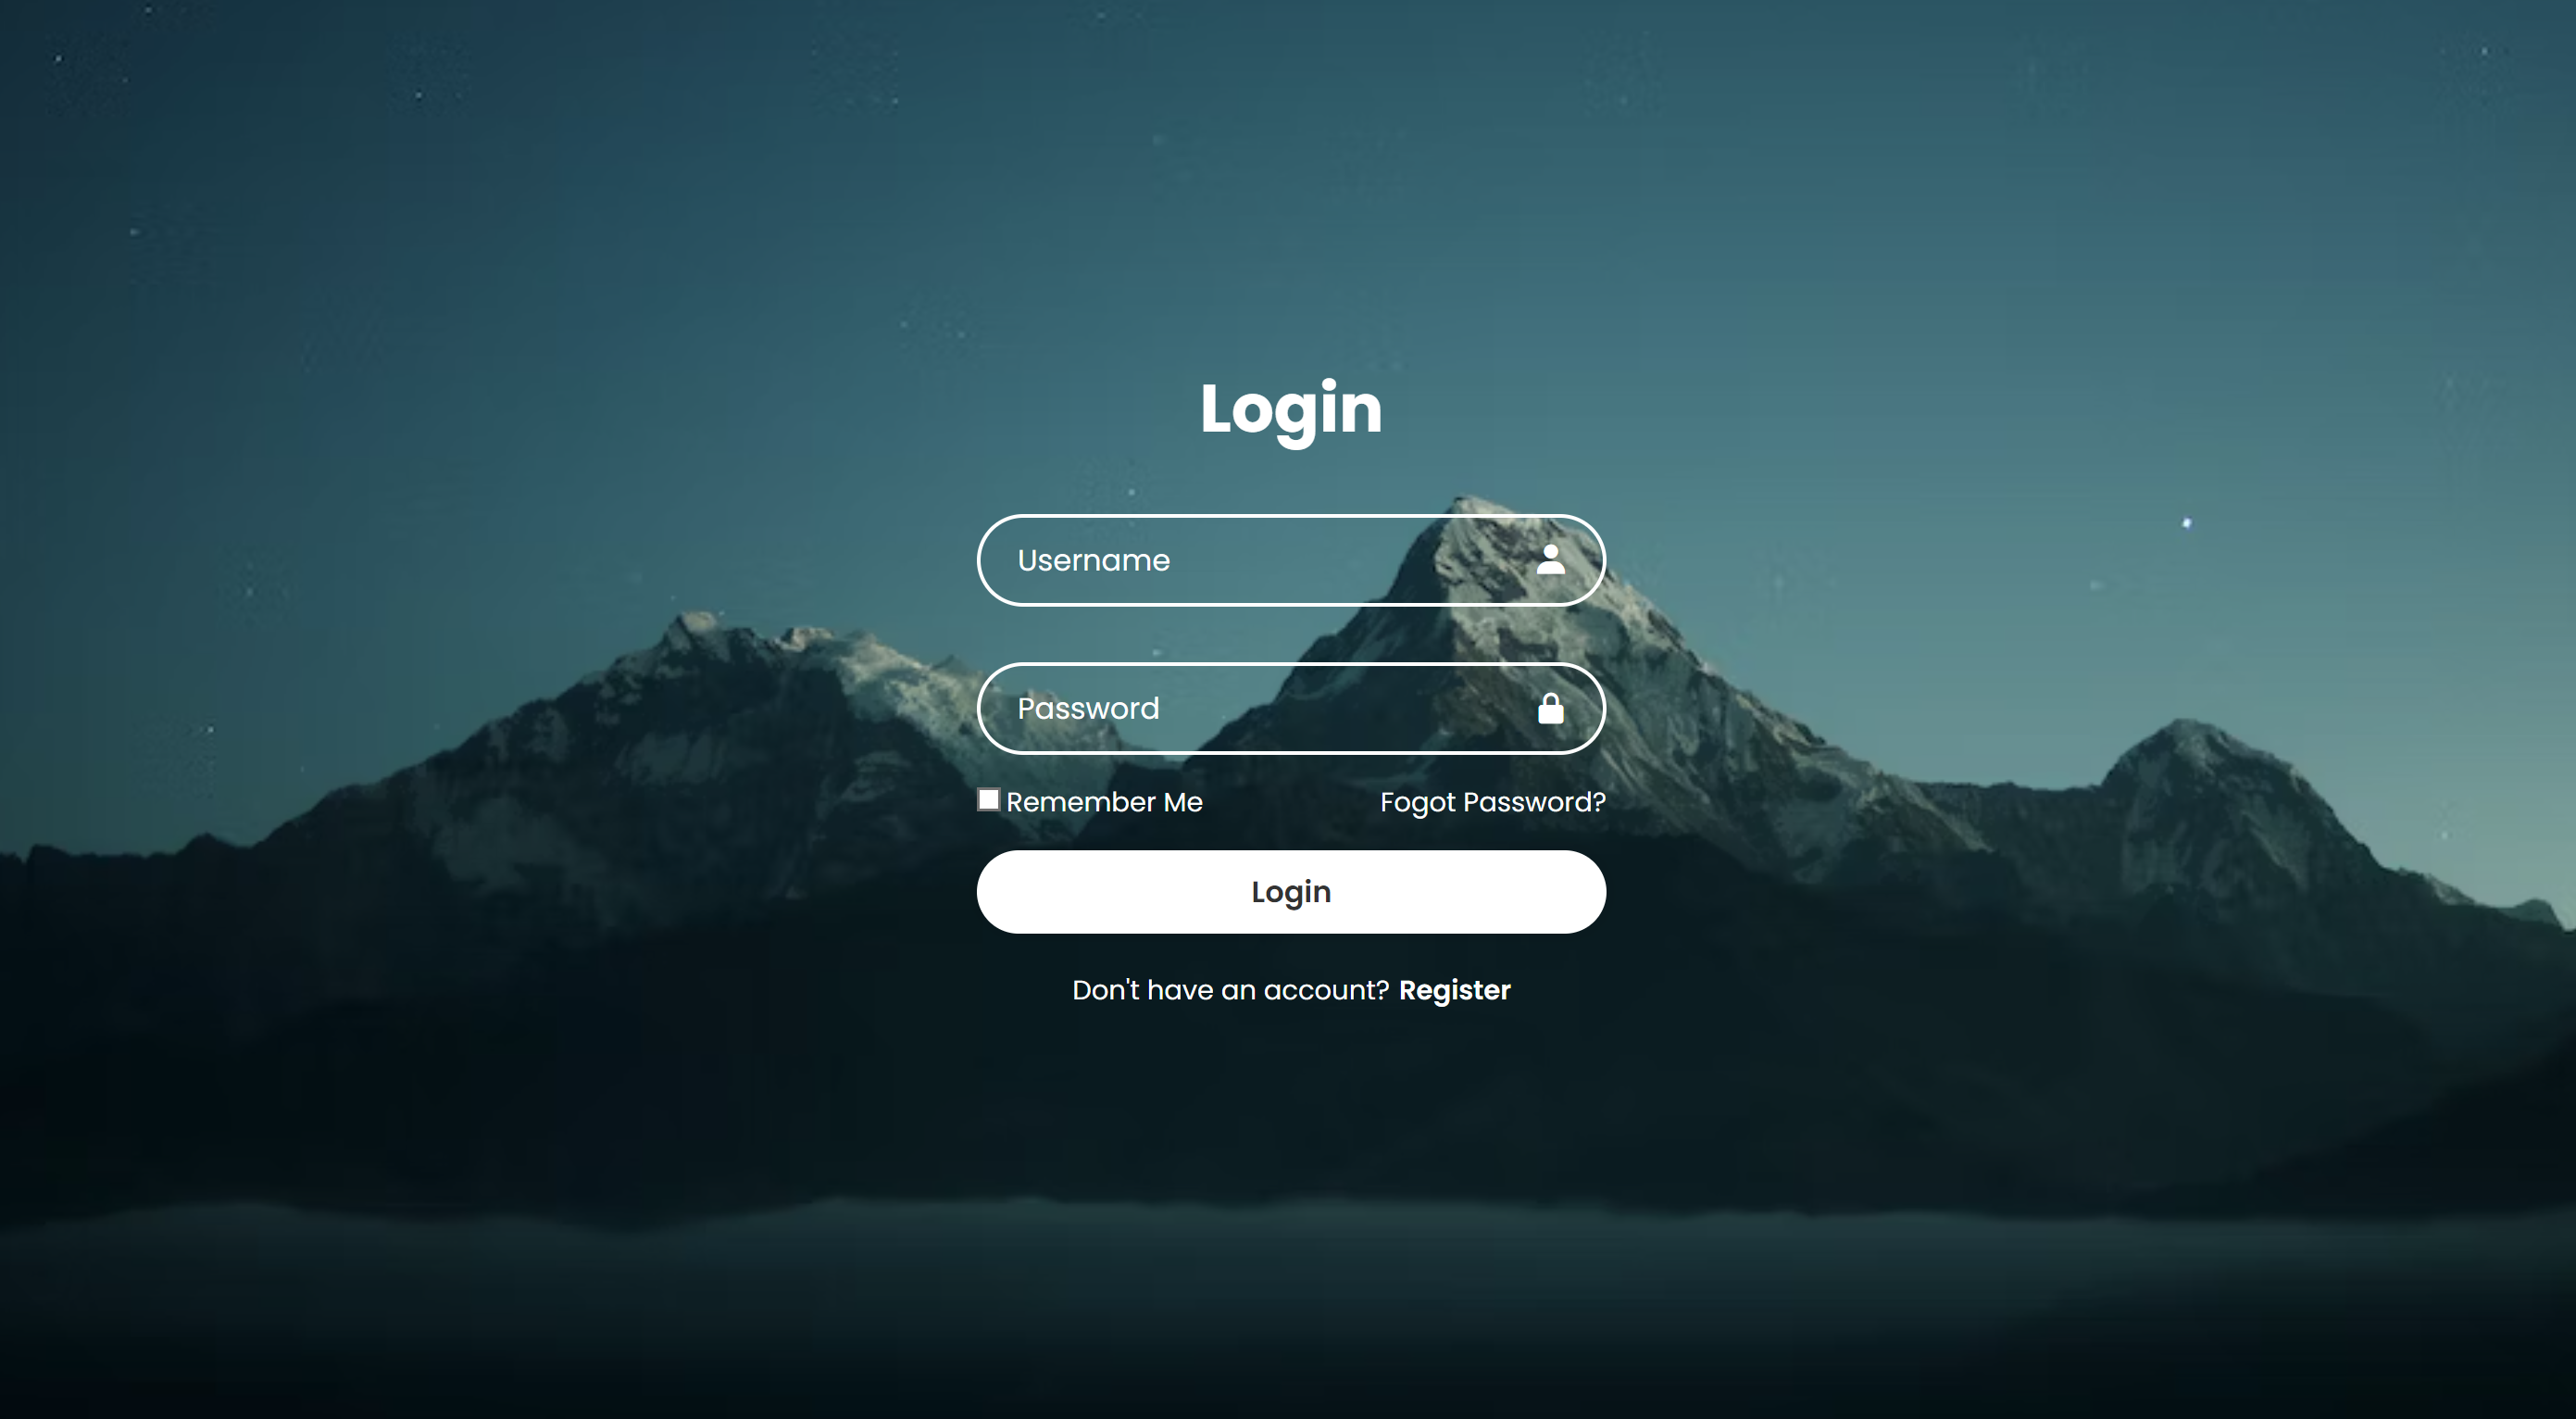 Login
Username
Password
Remember Me Fogot Password?
Login
Don't have an account? Register